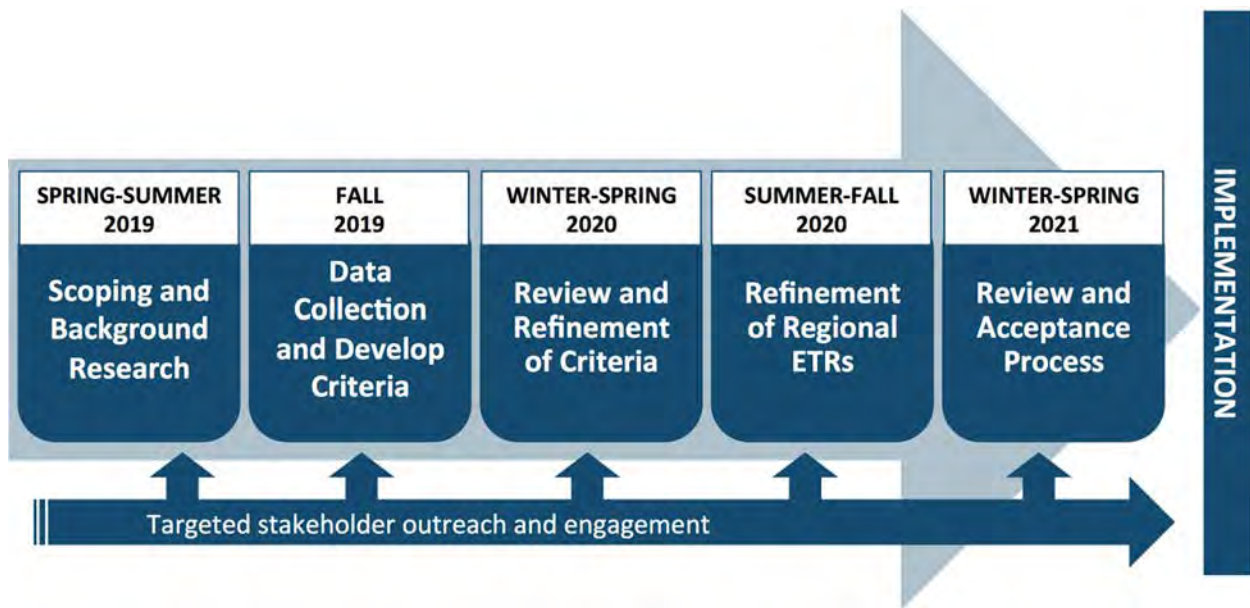 SPRING-SUMMER
2019
Scoping and
Background
Research
FALL
2019
Data
Collection
and Develop
Criteria
WINTER-SPRING
2020
Review and
Refinement
of Criteria
SUMMER-FALL
2020
Refinement
of Regional
ETRs
WINTER-SPRING
2021
Review and
Acceptance
Process
IMPLEMENTATION
Targeted stakeholder outreach and engagement